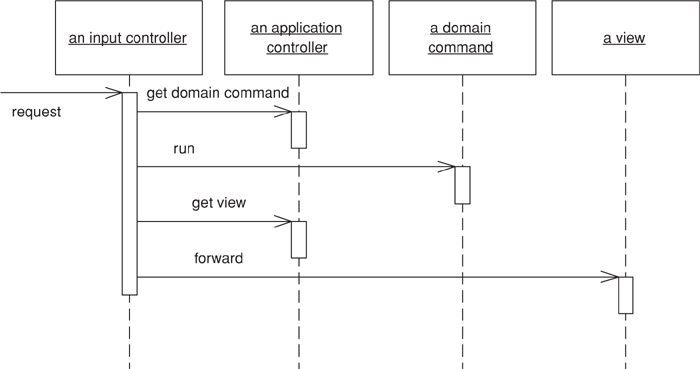 an input controller
an application
controller
a domain
command
a view
request
get domain command
run
get view
forward